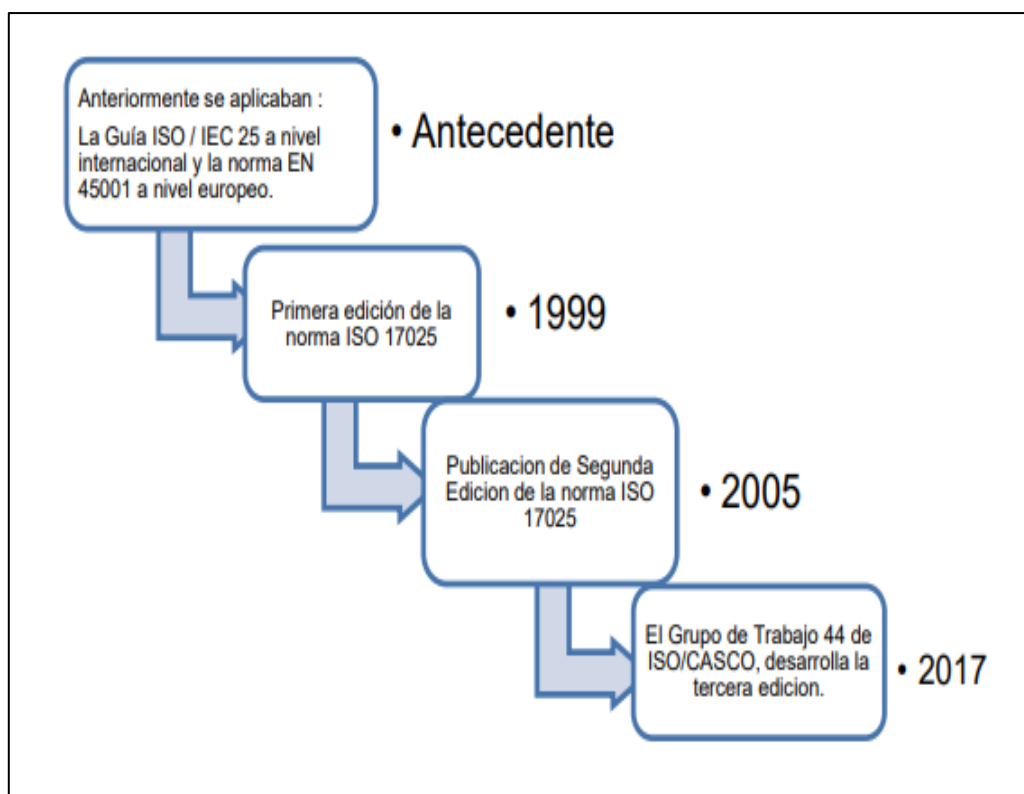 Anteriormente se aplicaban :
La Guía ISO / IEC 25 a nivel
internacional y la norma EN
45001 a nivel europeo.
• Antecedente
Primera edición de la
norma ISO 17025
• 1999
Publicacion de Segunda
Edicion de la norma ISO
17025
• 2005
El Grupo de Trabajo 44 de
ISO/CASCO, desarrolla la
tercera edicion.
• 2017